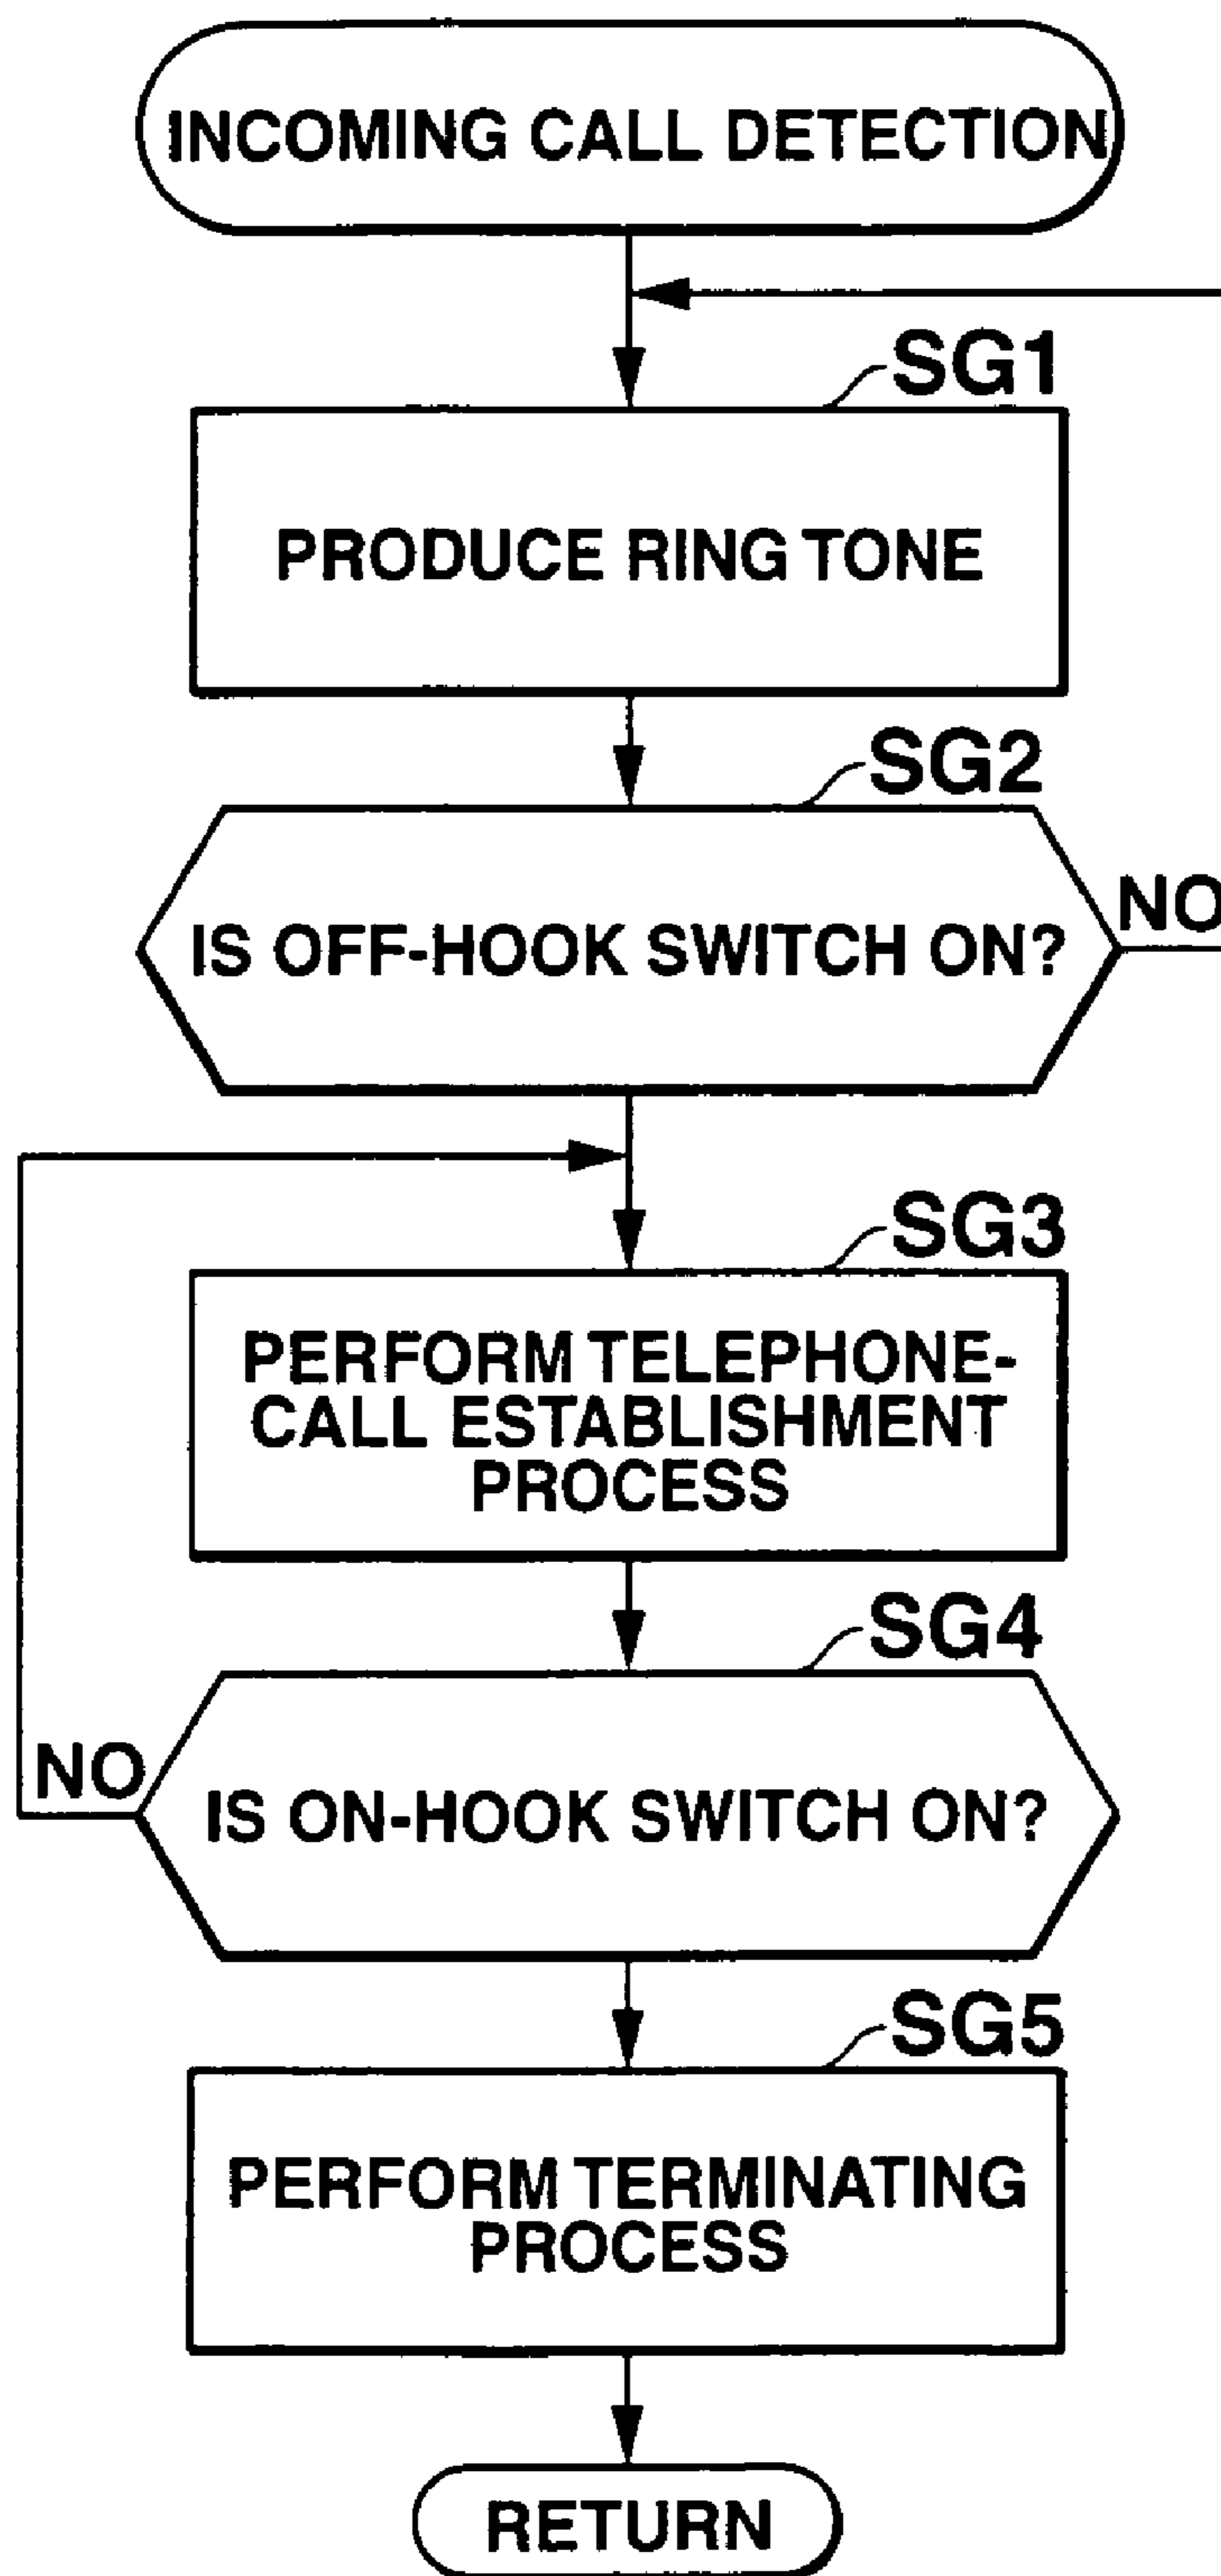 INCOMING CALL DETECTION
SG1
PRODUCE RING TONE
SG2
IS OFF-HOOK SWITCH ON?
NO
SG3
PERFORM TELEPHONE-
CALL ESTABLISHMENT
PROCESS
SG4
NO
IS ON-HOOK SWITCH ON?
SG5
PERFORM TERMINATING
PROCESS
RETURN